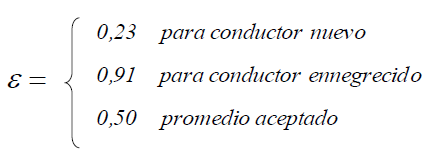 0,23 para conductor nuevo
ε = { 0,91 para conductor ennegrecido
0,50 promedio aceptado